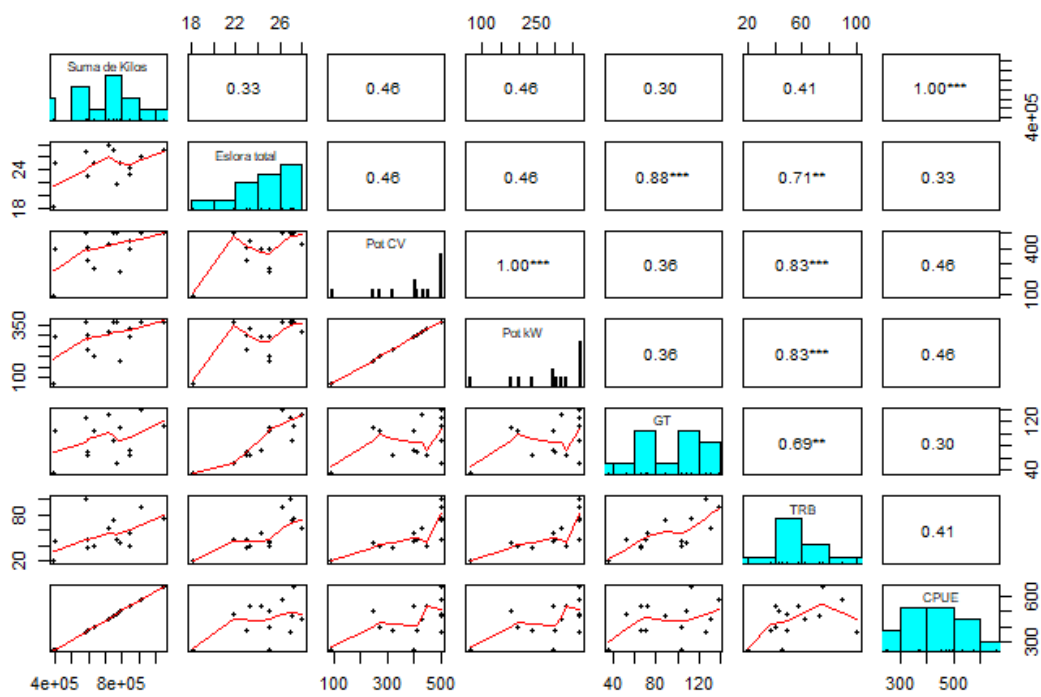 18 22 26 100 250 20 40 60 80 100
Suma de Kilos 0.33 0.46 0.46 0.30 0.41 1.00***
4e+05
Eslora total 0.46 0.46 0.88*** 0.71** 0.33
18 24
Pot CV 1.00*** 0.36 0.83*** 0.46
100 400
Pot kW 0.36 0.83*** 0.46
100 350
GT 0.69** 0.30
40 80 120
TRB 0.41
20 80
CPUE
300 600
4e+05 8e+05 100 300 500 40 80 120 300 500